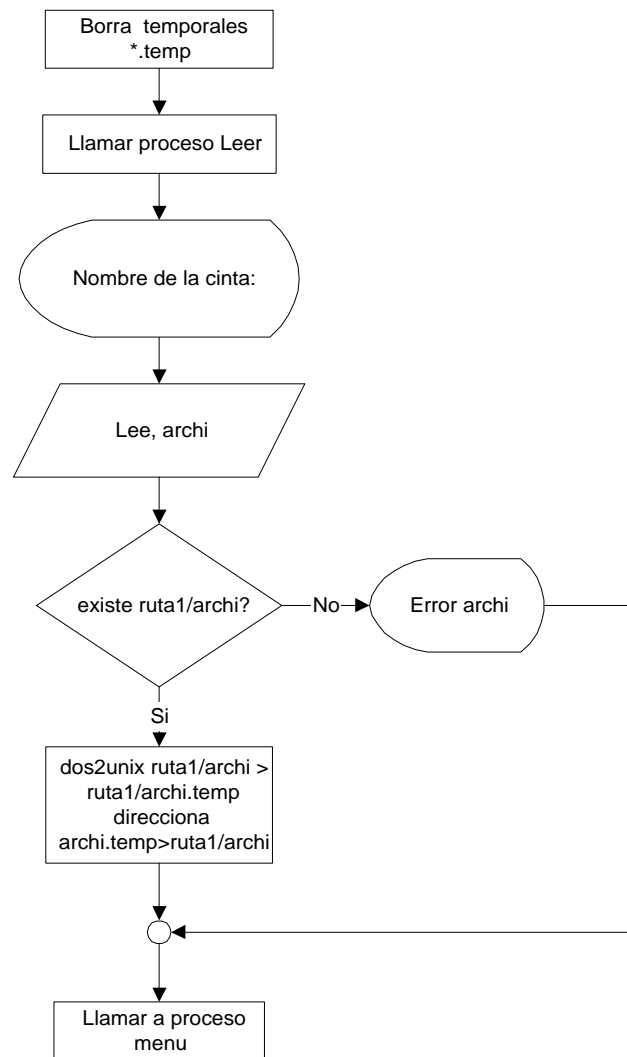 Borra temporales
*.temp
Llamar proceso Leer
Nombre de la cinta:
Lee, archi
existe ruta1/archi?
No
Error archi
Si
dos2unix ruta1/archi >
ruta1/archi.temp
direcciona
archi.temp>ruta1/archi
Llamar a proceso
menu